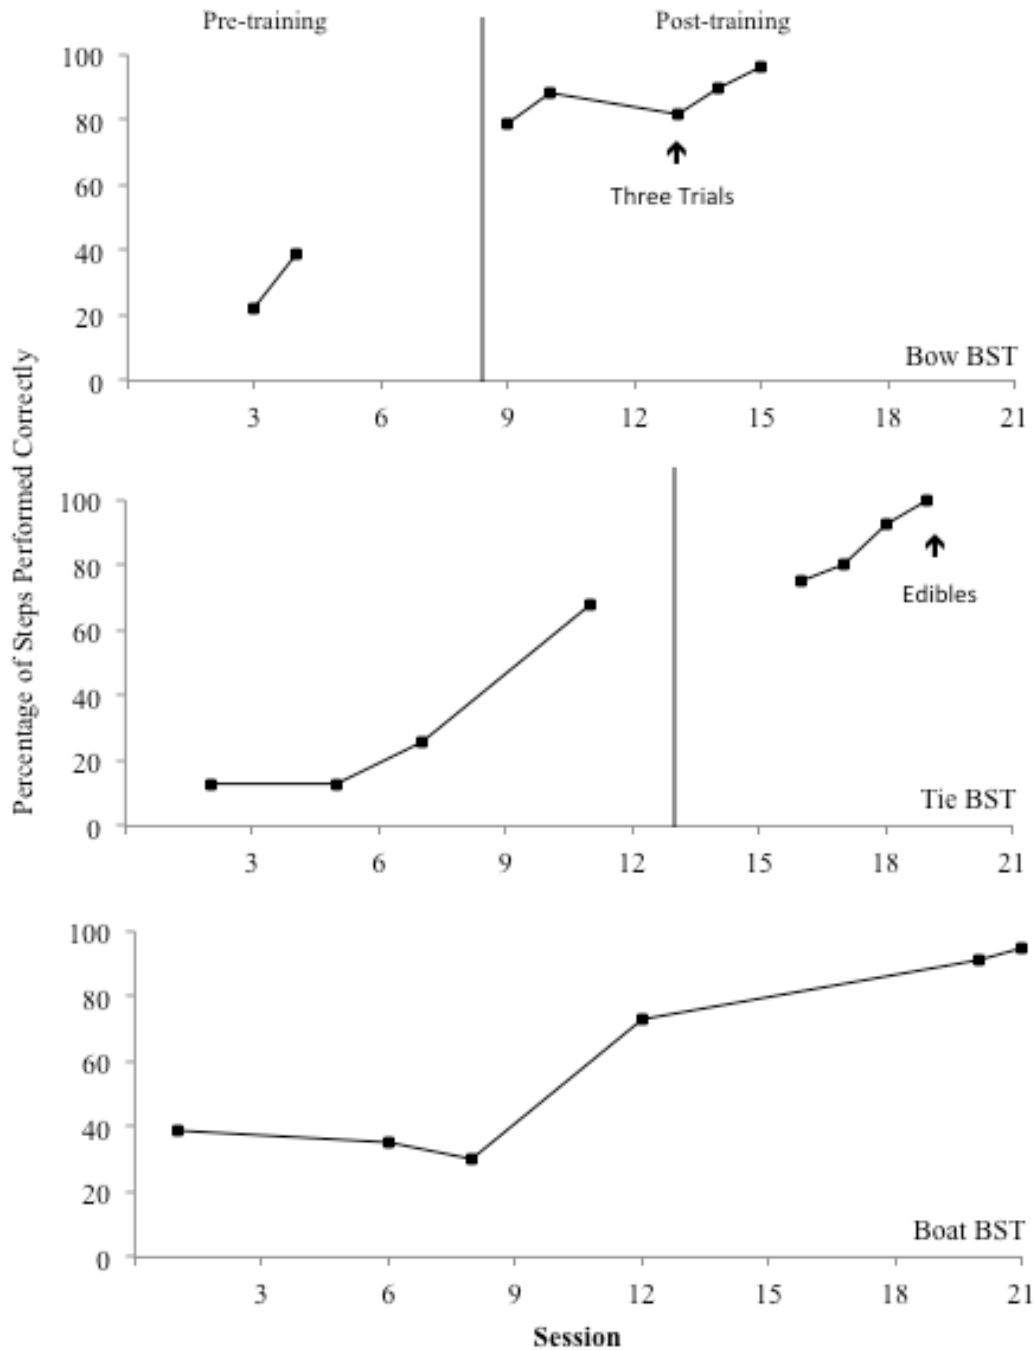 Pre-training
Post-training
Percentage of Steps Performed Correctly
100
80
60
40
20
0
Three Trials
Bow BST
3 6 9 12 15 18 21
100
80
60
40
20
0
Edibles
Tie BST
3 6 9 12 15 18 21
100
80
60
40
20
0
Boat BST
3 6 9 12 15 18 21
Session